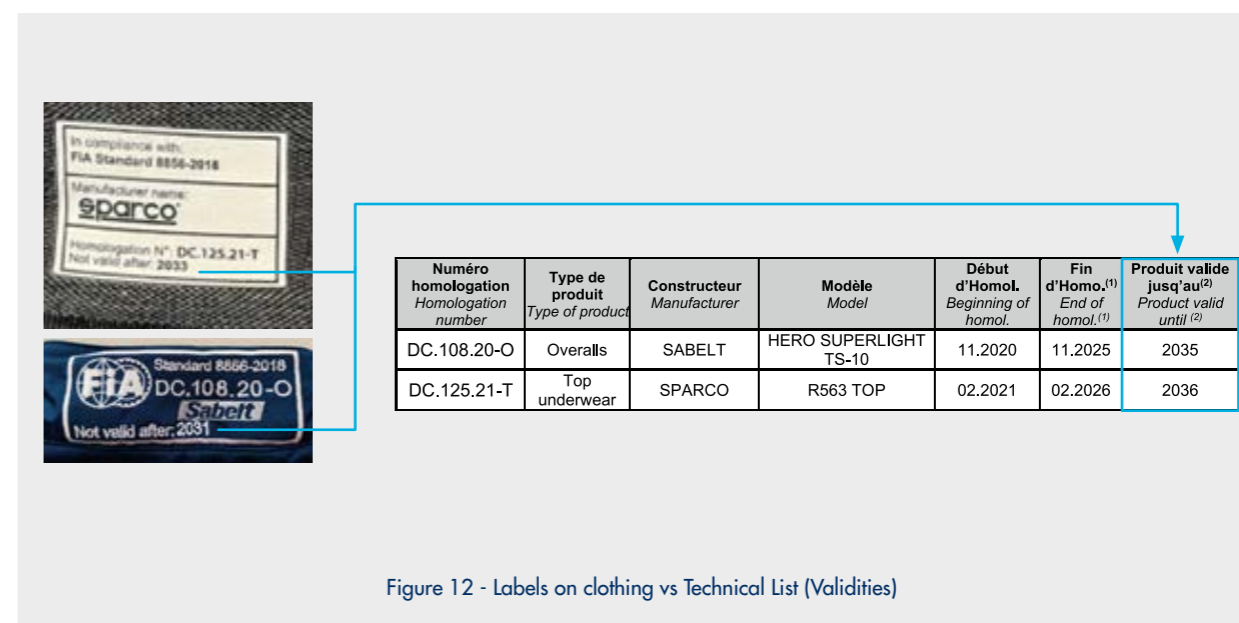 In compliance with:
FIA Standard 8856-2018
Manufacturer name:
sparco
Homologation N°: DC.125.21-T
Not valid after: 2033
Standard 8856-2018
FIA
DC.108.20-O
Sabelt
Not valid after: 2031
Numéro homologation Homologation number
Type de produit Type of product
Constructeur Manufacturer
Modèle Model
Début d'Homol. Beginning of homol.
Fin d'Homo.(1) End of homol.(1)
Produit valide jusq'au(2) Product valid until (2)
DC.108.20-O Overalls SABELT HERO SUPERLIGHT TS-10 11.2020 11.2025 2035
DC.125.21-T Top underwear SPARCO R563 TOP 02.2021 02.2026 2036
Figure 12 - Labels on clothing vs Technical List (Validities)